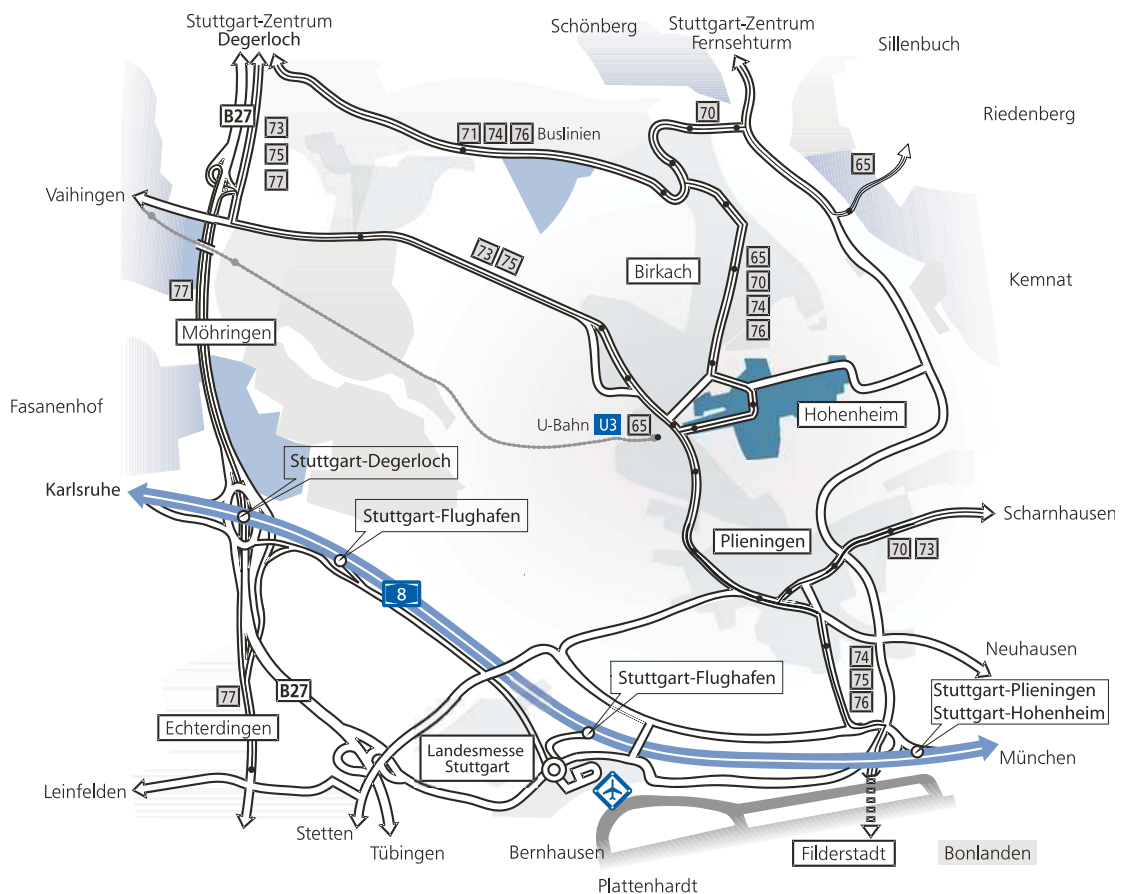 Stuttgart-Zentrum
Degerloch
Schönberg
Stuttgart-Zentrum
Fernsehturm
Sillenbuch
Riedenberg
B27
73
75
77
71 74 76 Buslinien
70
65
Vaihingen
77
Möhringen
73 75
Birkach
65
70
74
76
Kemnat
Fasanenhof
U-Bahn U3 65
Hohenheim
Karlsruhe
Stuttgart-Degerloch
Stuttgart-Flughafen
Plieningen
Scharnhausen
70 73
8
Neuhausen
74
75
76
77
B27
Echterdingen
Stuttgart-Flughafen
Stuttgart-Plieningen
Stuttgart-Hohenheim
Landesmesse
Stuttgart
München
Leinfelden
Stetten
Tübingen
Bernhausen
Filderstadt
Bonlanden
Plattenhardt